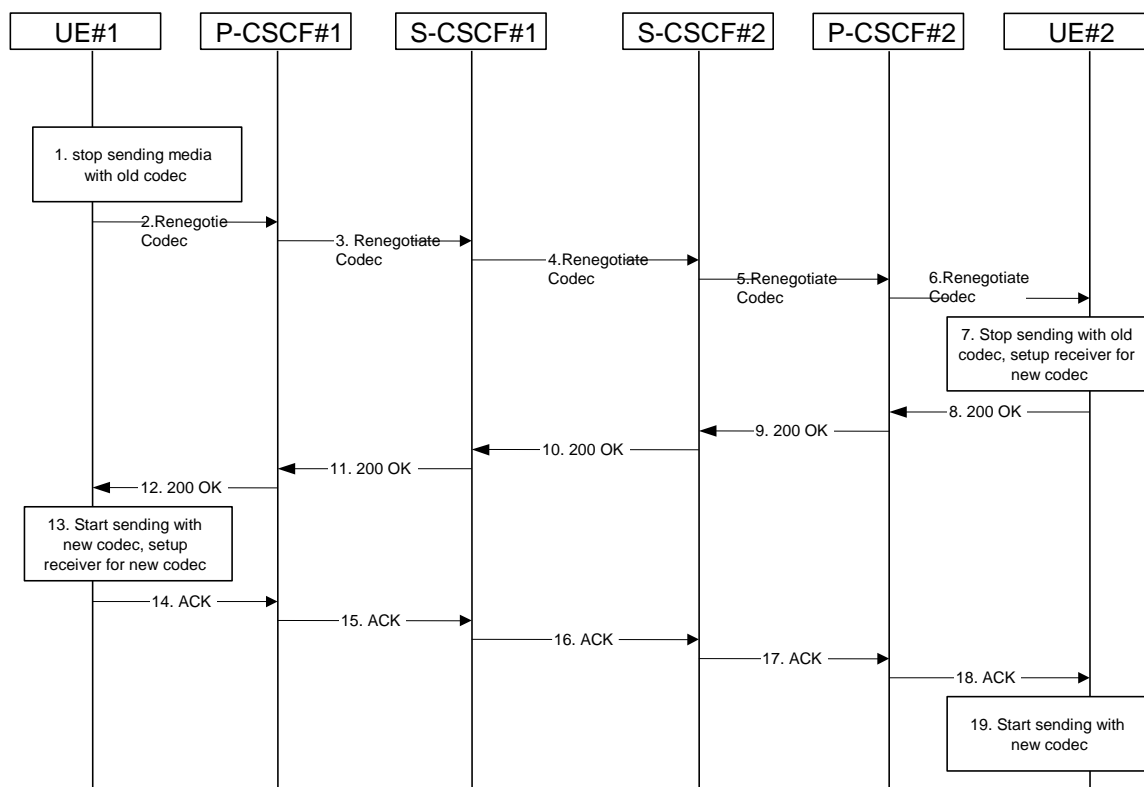 UE#1
P-CSCF#1
S-CSCF#1
S-CSCF#2
P-CSCF#2
UE#2
1. stop sending media
with old codec
2.Renegotie
Codec
3. Renegotiate
Codec
4.Renegotiate
Codec
5.Renegotiate
Codec
6.Renegotiate
Codec
7. Stop sending with old
codec, setup receiver for
new codec
8. 200 OK
9. 200 OK
10. 200 OK
11. 200 OK
12. 200 OK
13. Start sending with
new codec, setup
receiver for new codec
14. ACK
15. ACK
16. ACK
17. ACK
18. ACK
19. Start sending with
new codec